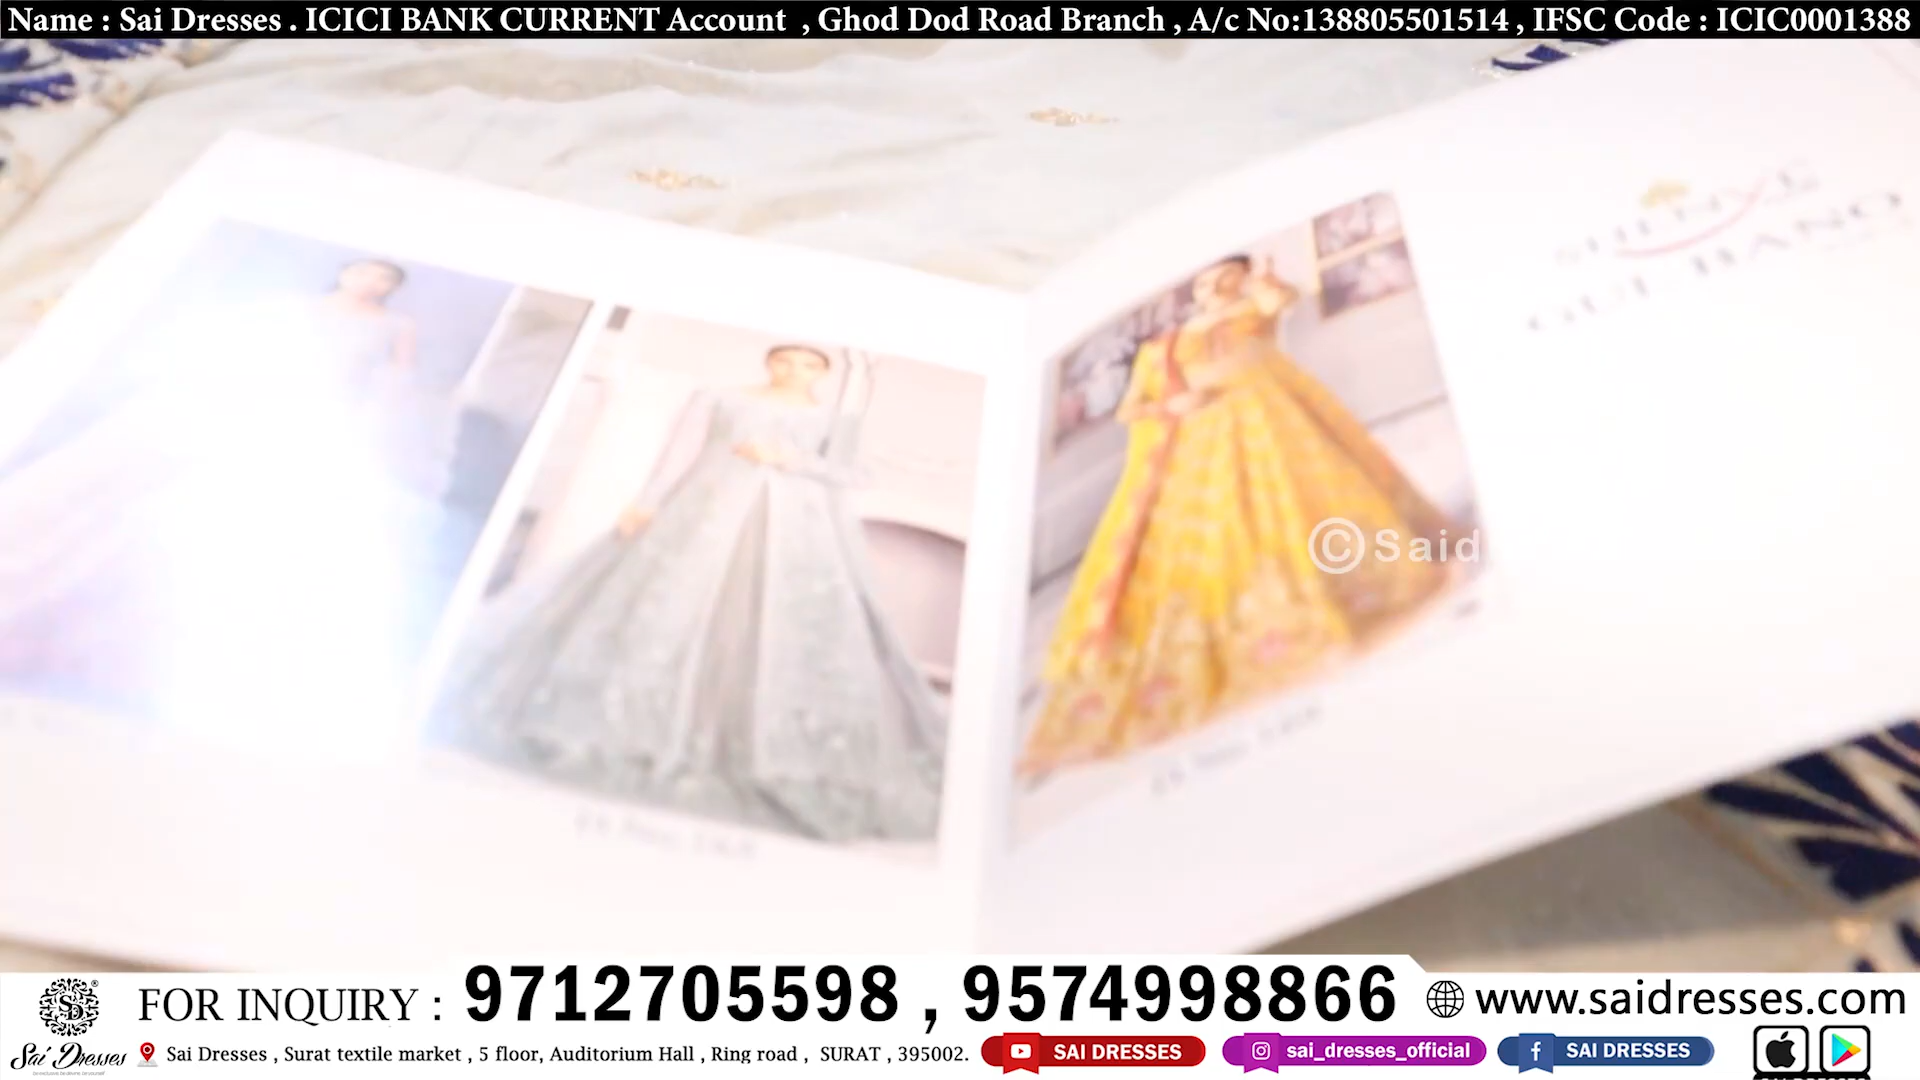 Name : Sai Dresses . ICICI BANK CURRENT Account , Ghod Dod Road Branch , A/c No:138805501514 , IFSC Code : ICIC0001388
©Said
FOR INQUIRY : 9712705598 , 9574998866
www.saidresses.com
Sai Dresses
Sai Dresses , Surat textile market , 5 floor, Auditorium Hall , Ring road , SURAT , 395002.
SAI DRESSES
sai_dresses_official
SAI DRESSES